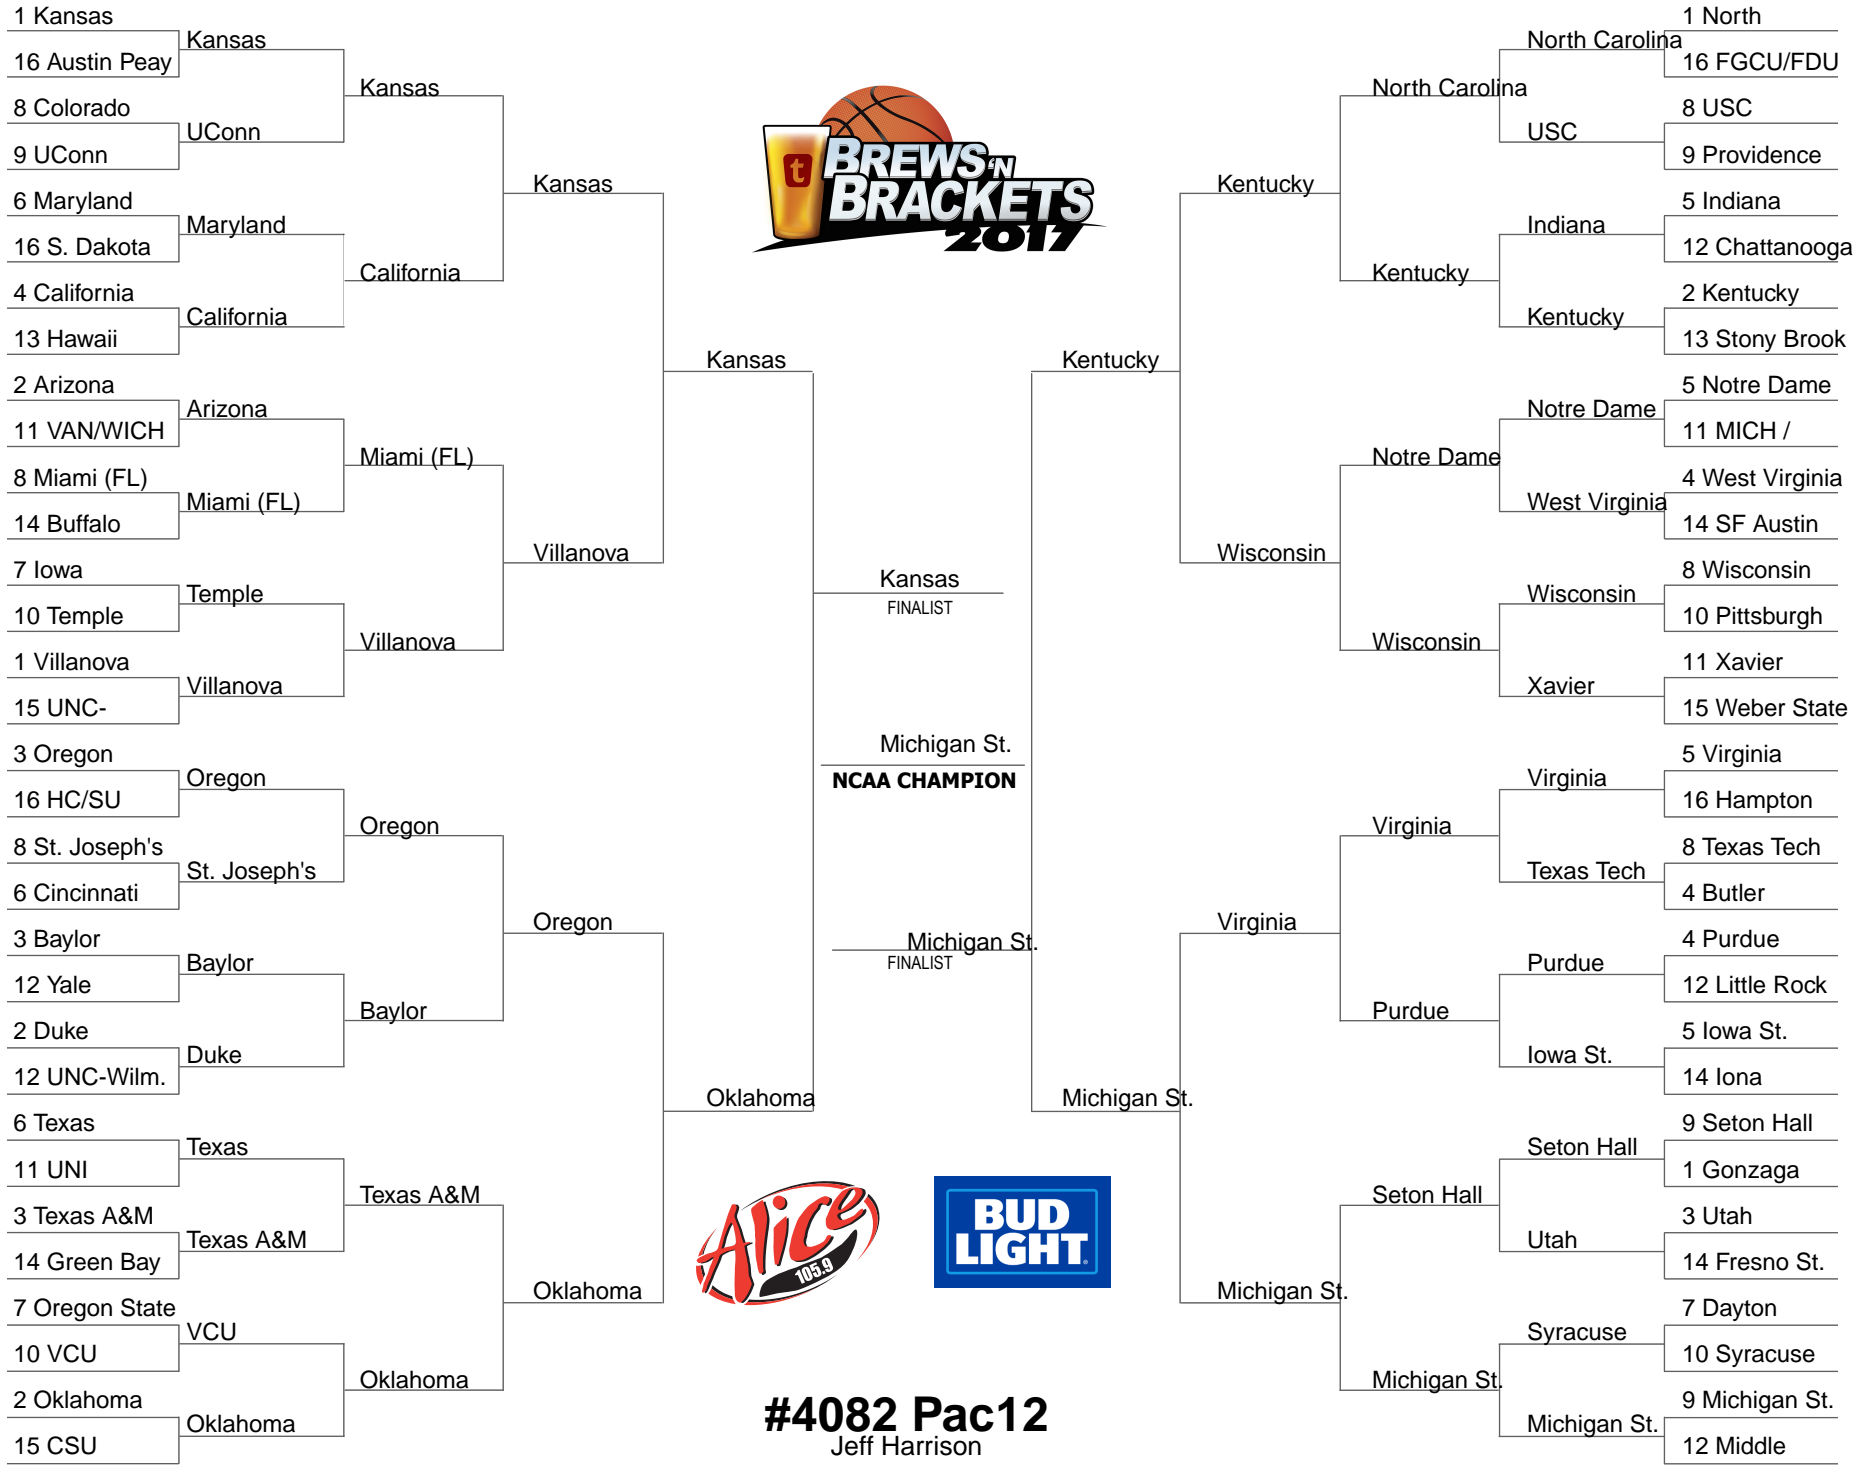 1 Kansas
16 Austin Peay
8 Colorado
9 UConn
6 Maryland
16 S. Dakota
4 California
13 Hawaii
2 Arizona
11 VAN/WICH
8 Miami (FL)
14 Buffalo
7 Iowa
10 Temple
1 Villanova
15 UNC-
3 Oregon
16 HC/SU
8 St. Joseph's
6 Cincinnati
3 Baylor
12 Yale
2 Duke
12 UNC-Wilm.
6 Texas
11 UNI
3 Texas A&M
14 Green Bay
7 Oregon State
10 VCU
2 Oklahoma
15 CSU
Kansas
UConn
Maryland
California
Arizona
Miami (FL)
Temple
Villanova
Oregon
St. Joseph's
Baylor
Duke
Texas
Texas A&M
VCU
Oklahoma
Kansas
California
Miami (FL)
Villanova
Oregon
Baylor
Texas A&M
Oklahoma
Kansas
Villanova
Oregon
Oklahoma
Kansas
Oklahoma
t
BREWS 'N
BRACKETS
2017
Kansas
FINALIST
Michigan St.
NCAA CHAMPION
Michigan St.
FINALIST
Alice
105.9
BUD
LIGHT
#4082 Pac12
Jeff Harrison
Kentucky
Michigan St.
Kentucky
Wisconsin
Virginia
Michigan St.
North Carolina
Kentucky
Notre Dame
Wisconsin
Virginia
Purdue
Seton Hall
Michigan St.
North Carolina
USC
Indiana
Kentucky
Notre Dame
West Virginia
Wisconsin
Xavier
Virginia
Texas Tech
Purdue
Iowa St.
Seton Hall
Utah
Syracuse
Michigan St.
1 North
16 FGCU/FDU
8 USC
9 Providence
5 Indiana
12 Chattanooga
2 Kentucky
13 Stony Brook
5 Notre Dame
11 MICH /
4 West Virginia
14 SF Austin
8 Wisconsin
10 Pittsburgh
11 Xavier
15 Weber State
5 Virginia
16 Hampton
8 Texas Tech
4 Butler
4 Purdue
12 Little Rock
5 Iowa St.
14 Iona
9 Seton Hall
1 Gonzaga
3 Utah
14 Fresno St.
7 Dayton
10 Syracuse
9 Michigan St.
12 Middle